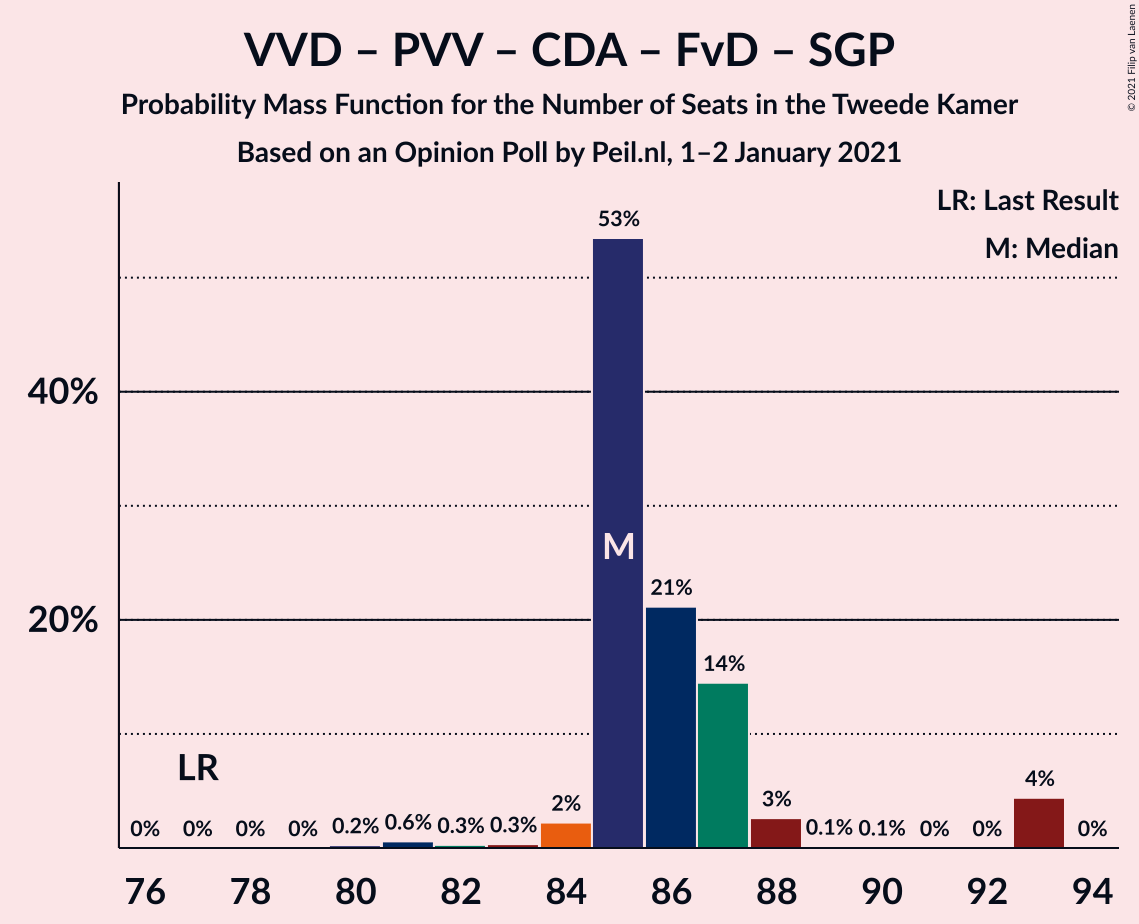 VVD – PVV – CDA – FvD – SGP
Probability Mass Function for the Number of Seats in the Tweede Kamer
Based on an Opinion Poll by Peil.nl, 1–2 January 2021
© 2021 Filip van Laenen
LR: Last Result
M: Median
40%
20%
0% 0% 0% 0% 0.2% 0.6% 0.3% 0.3% 2% 53% 21% 14% 3% 0.1% 0.1% 0% 0% 4% 0%
LR
M
76 78 80 82 84 86 88 90 92 94